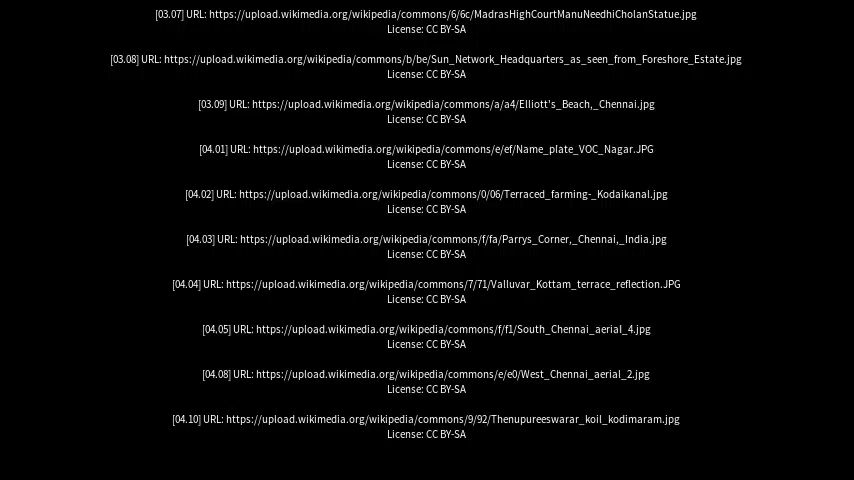 [03.07] URL: https://upload.wikimedia.org/wikipedia/commons/6/6c/MadrasHighCourtManuNeedhiCholanStatue.jpg
License: CC BY-SA
[03.08] URL: https://upload.wikimedia.org/wikipedia/commons/b/be/Sun_Network_Headquarters_as_seen_from_Foreshore_Estate.jpg
License: CC BY-SA
[03.09] URL: https://upload.wikimedia.org/wikipedia/commons/a/a4/Elliott's_Beach,_Chennai.jpg
License: CC BY-SA
[04.01] URL: https://upload.wikimedia.org/wikipedia/commons/e/ef/Name_plate_VOC_Nagar.JPG
License: CC BY-SA
[04.02] URL: https://upload.wikimedia.org/wikipedia/commons/0/06/Terraced_farming-_Kodaikanal.jpg
License: CC BY-SA
[04.03] URL: https://upload.wikimedia.org/wikipedia/commons/f/fa/Parrys_Corner,_Chennai,_India.jpg
License: CC BY-SA
[04.04] URL: https://upload.wikimedia.org/wikipedia/commons/7/71/Valluvar_Kottam_terrace_reflection.JPG
License: CC BY-SA
[04.05] URL: https://upload.wikimedia.org/wikipedia/commons/f/f1/South_Chennai_aerial_4.jpg
License: CC BY-SA
[04.08] URL: https://upload.wikimedia.org/wikipedia/commons/e/e0/West_Chennai_aerial_2.jpg
License: CC BY-SA
[04.10] URL: https://upload.wikimedia.org/wikipedia/commons/9/92/Thenupureeswarar_koil_kodimaram.jpg
License: CC BY-SA